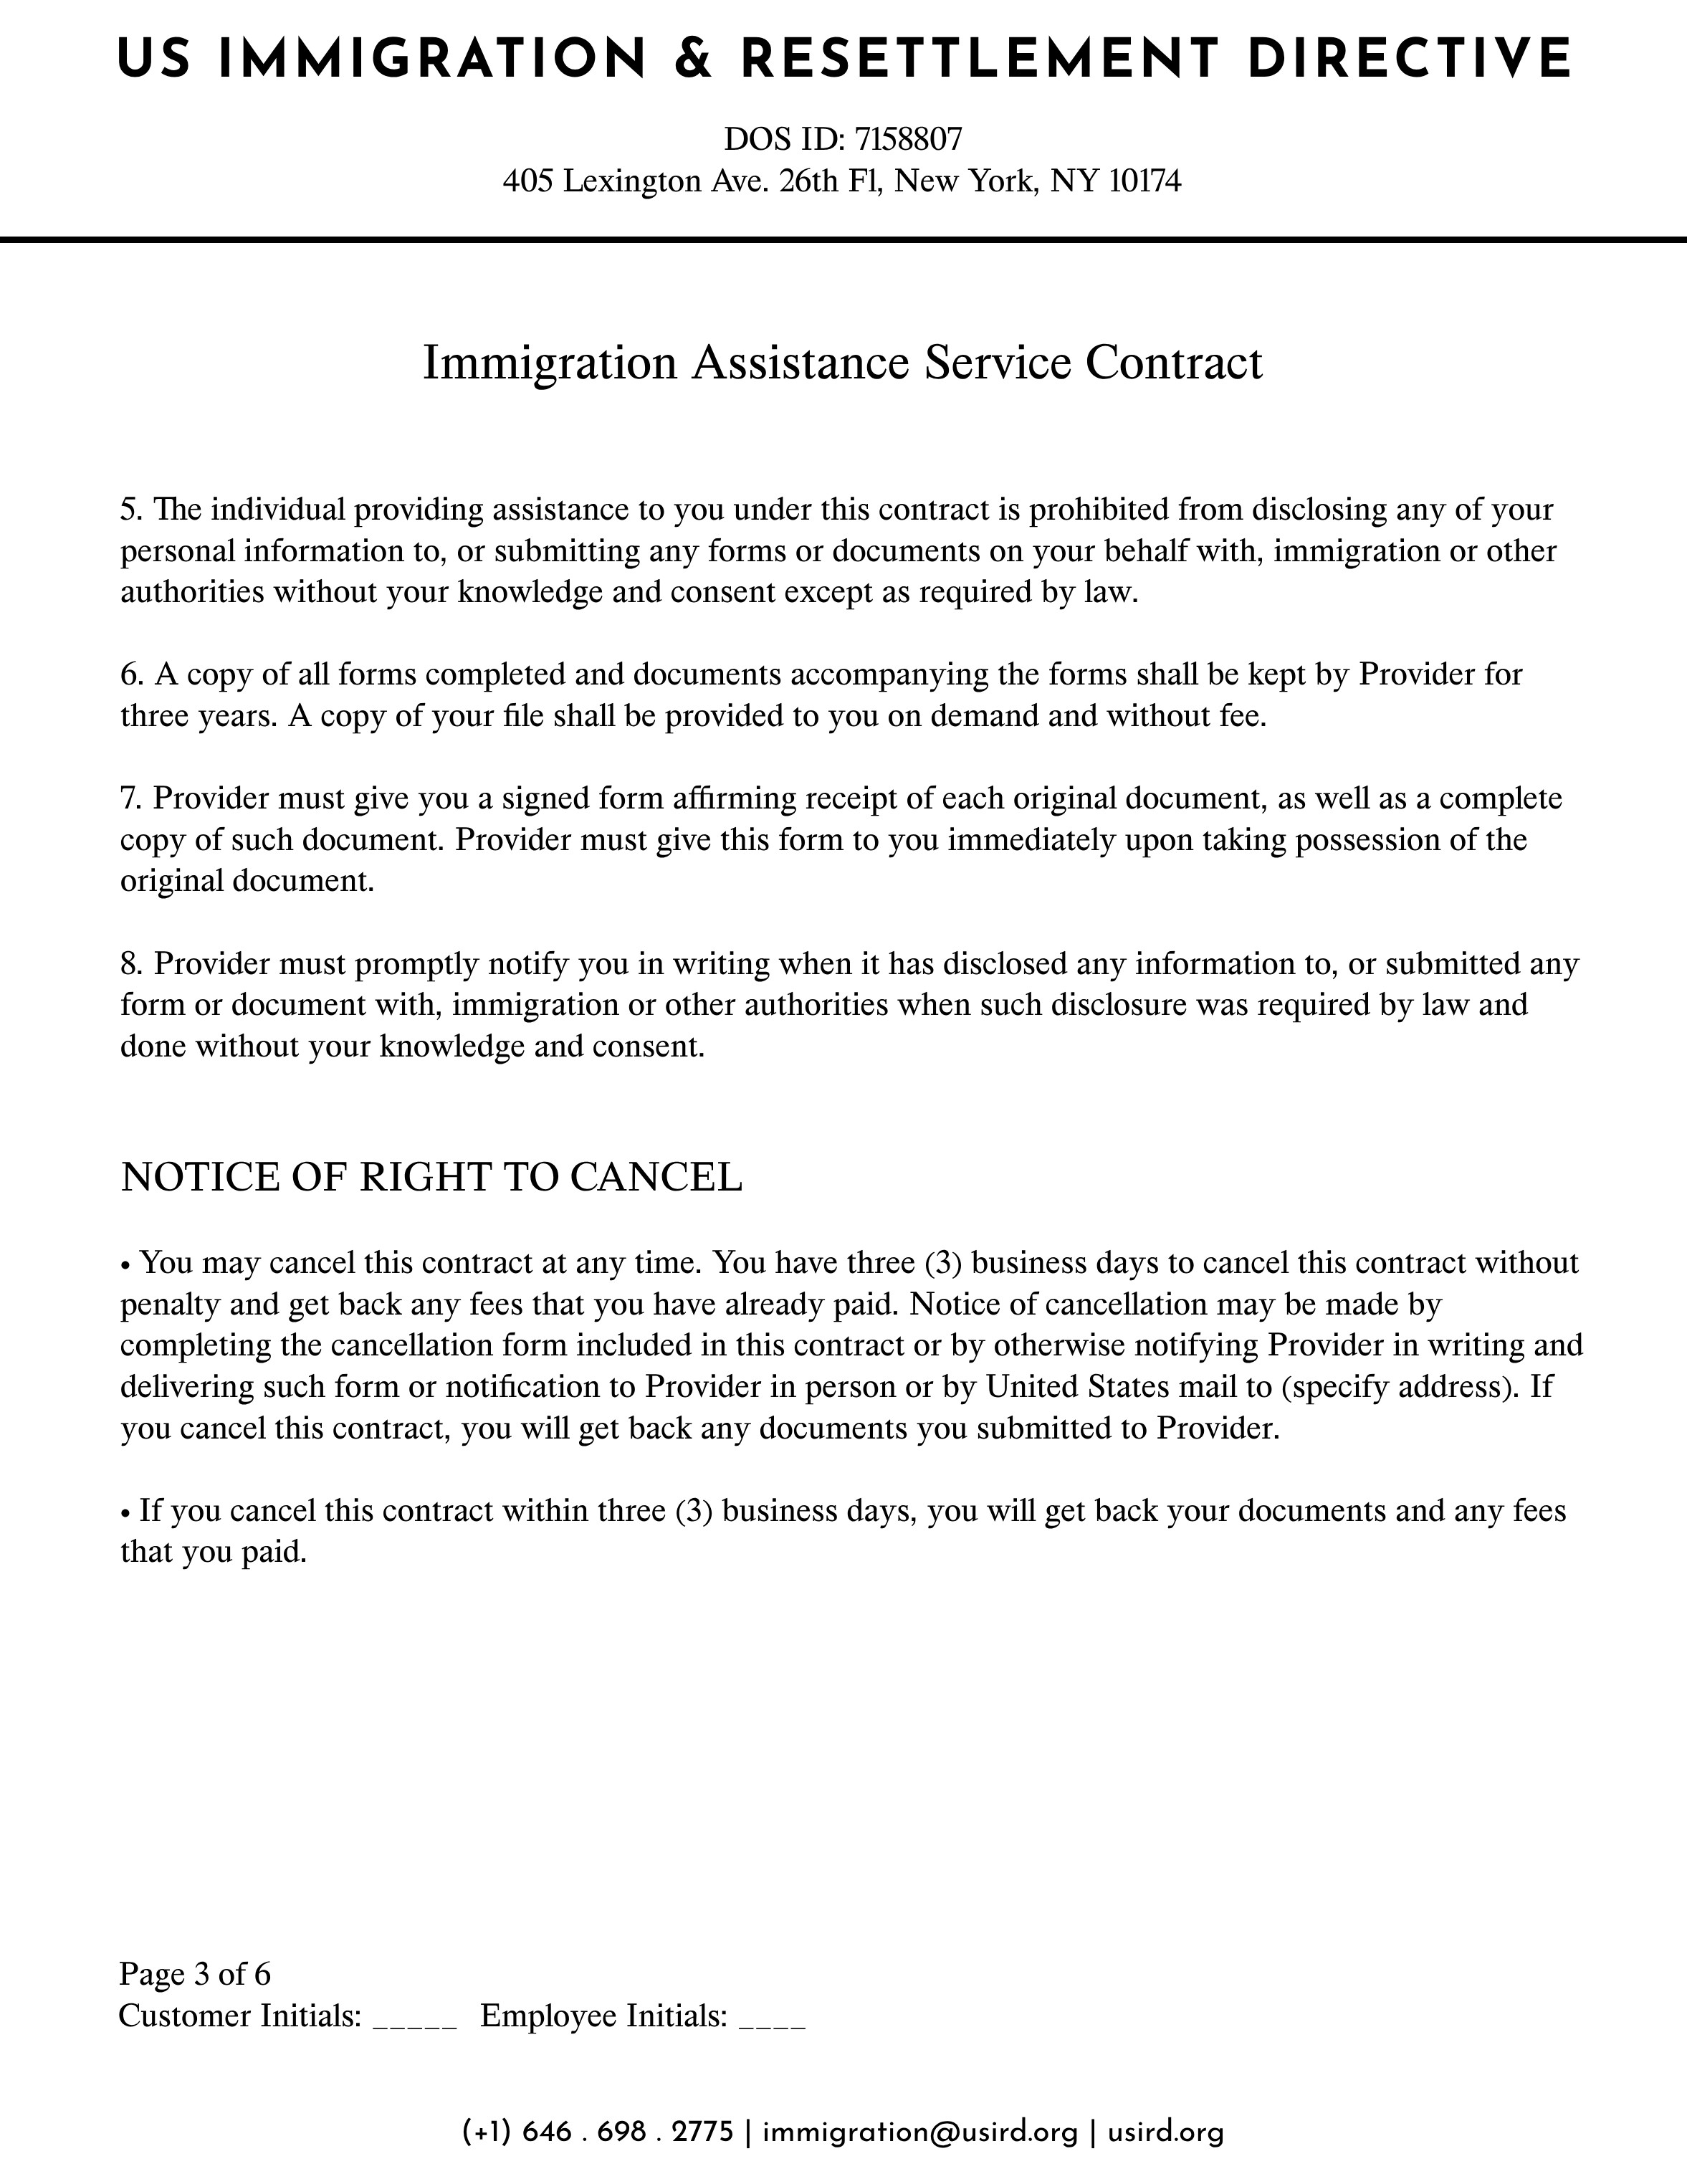 US IMMIGRATION & RESETTLEMENT DIRECTIVE
DOS ID: 7158807
405 Lexington Ave. 26th Fl, New York, NY 10174
Immigration Assistance Service Contract
5. The individual providing assistance to you under this contract is prohibited from disclosing any of your
personal information to, or submitting any forms or documents on your behalf with, immigration or other
authorities without your knowledge and consent except as required by law.
6. A copy of all forms completed and documents accompanying the forms shall be kept by Provider for
three years. A copy of your file shall be provided to you on demand and without fee.
7. Provider must give you a signed form affirming receipt of each original document, as well as a complete
copy of such document. Provider must give this form to you immediately upon taking possession of the
original document.
8. Provider must promptly notify you in writing when it has disclosed any information to, or submitted any
form or document with, immigration or other authorities when such disclosure was required by law and
done without your knowledge and consent.
NOTICE OF RIGHT TO CANCEL
• You may cancel this contract at any time. You have three (3) business days to cancel this contract without
penalty and get back any fees that you have already paid. Notice of cancellation may be made by
completing the cancellation form included in this contract or by otherwise notifying Provider in writing and
delivering such form or notification to Provider in person or by United States mail to (specify address). If
you cancel this contract, you will get back any documents you submitted to Provider.
• If you cancel this contract within three (3) business days, you will get back your documents and any fees
that you paid.
Page 3 of 6
Customer Initials: _____ Employee Initials: ____
(+1) 646 . 698 . 2775 | immigration@usird.org | usird.org